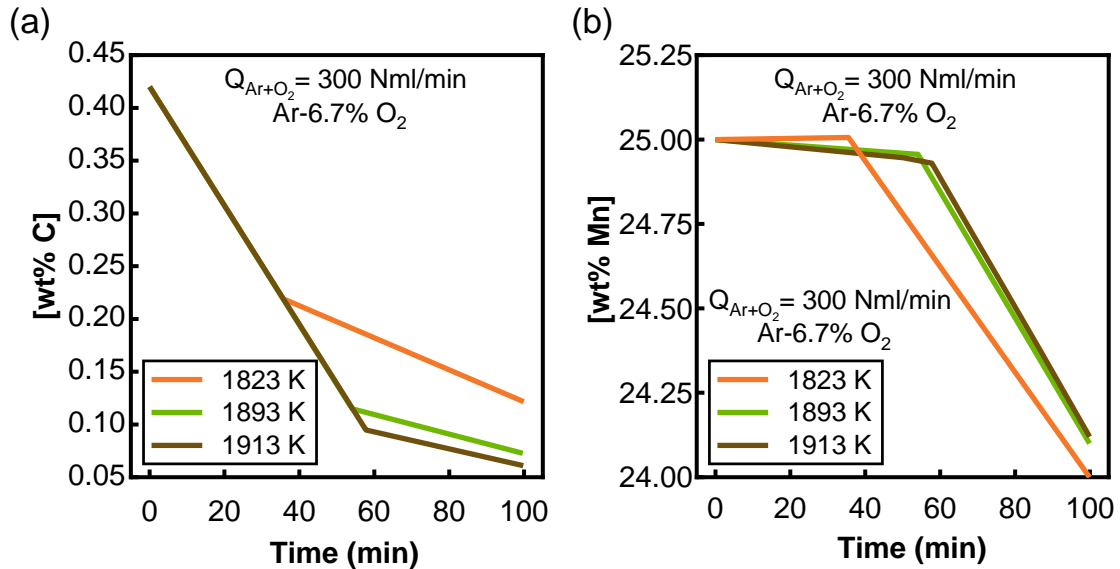 (a)
0.45
0.40
0.35
0.30
0.25
0.20
0.15
0.10
0.05
[wt% C]
Q_Ar+O₂= 300 Nml/min
Ar-6.7% O₂
1823 K
1893 K
1913 K
0 20 40 60 80 100
Time (min)
(b)
25.25
25.00
24.75
24.50
24.25
24.00
[wt% Mn]
Q_Ar+O₂= 300 Nml/min
Ar-6.7% O₂
Q_Ar+O₂= 300 Nml/min
Ar-6.7% O₂
1823 K
1893 K
1913 K
0 20 40 60 80 100
Time (min)